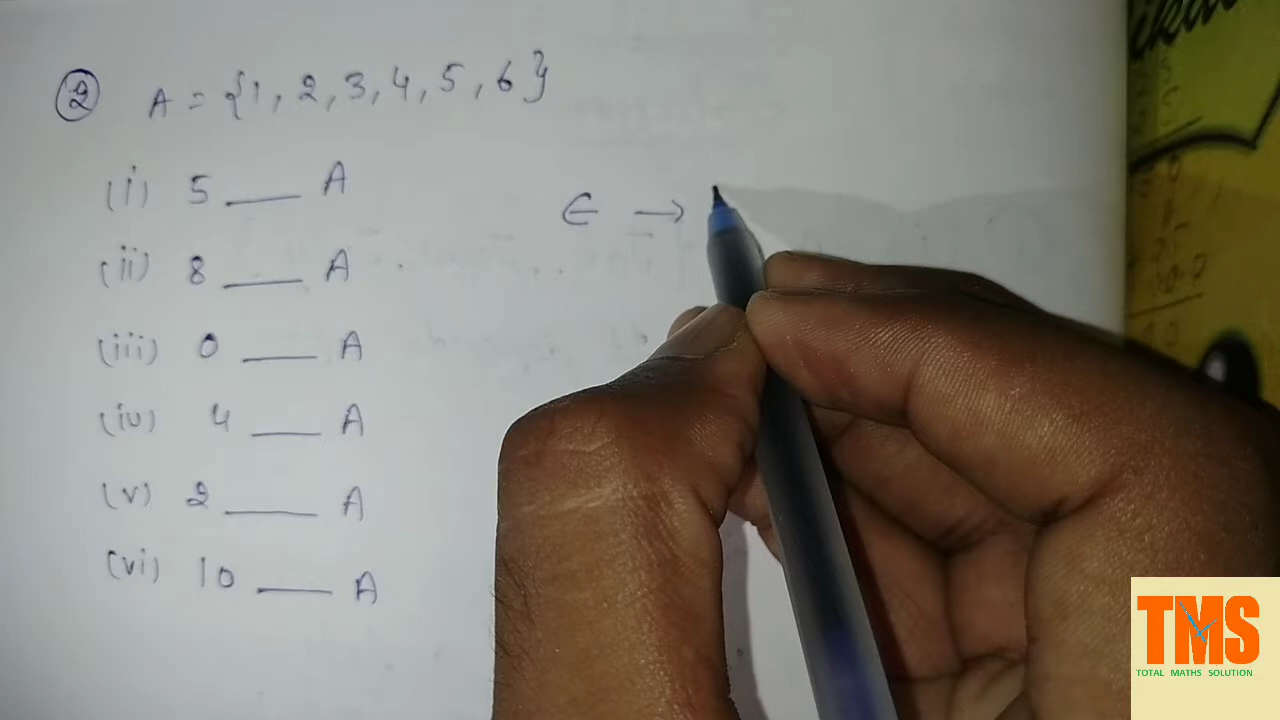 ② A = {1, 2, 3, 4, 5, 6}
(i) 5 ___ A
∈ →
(ii) 8 ___ A
(iii) 0 ___ A
(iv) 4 ___ A
(v) 2 ___ A
(vi) 10 ___ A
TMS
TOTAL MATHS SOLUTION